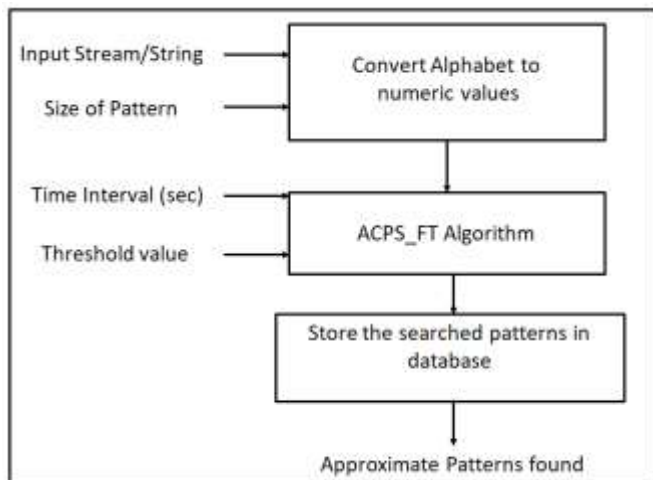 Input Stream/String
Convert Alphabet to
numeric values
Size of Pattern
Time Interval (sec)
ACPS_FT Algorithm
Threshold value
Store the searched patterns in
database
Approximate Patterns found